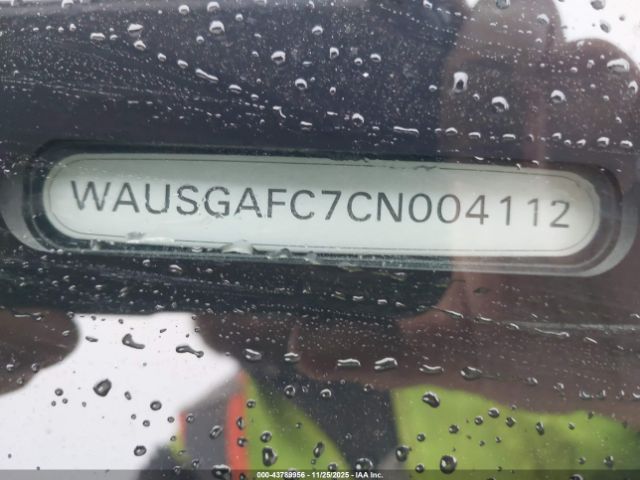 WAUSGAFC7CN004112
000-43789956 - 11/25/2025 - IAA Inc.